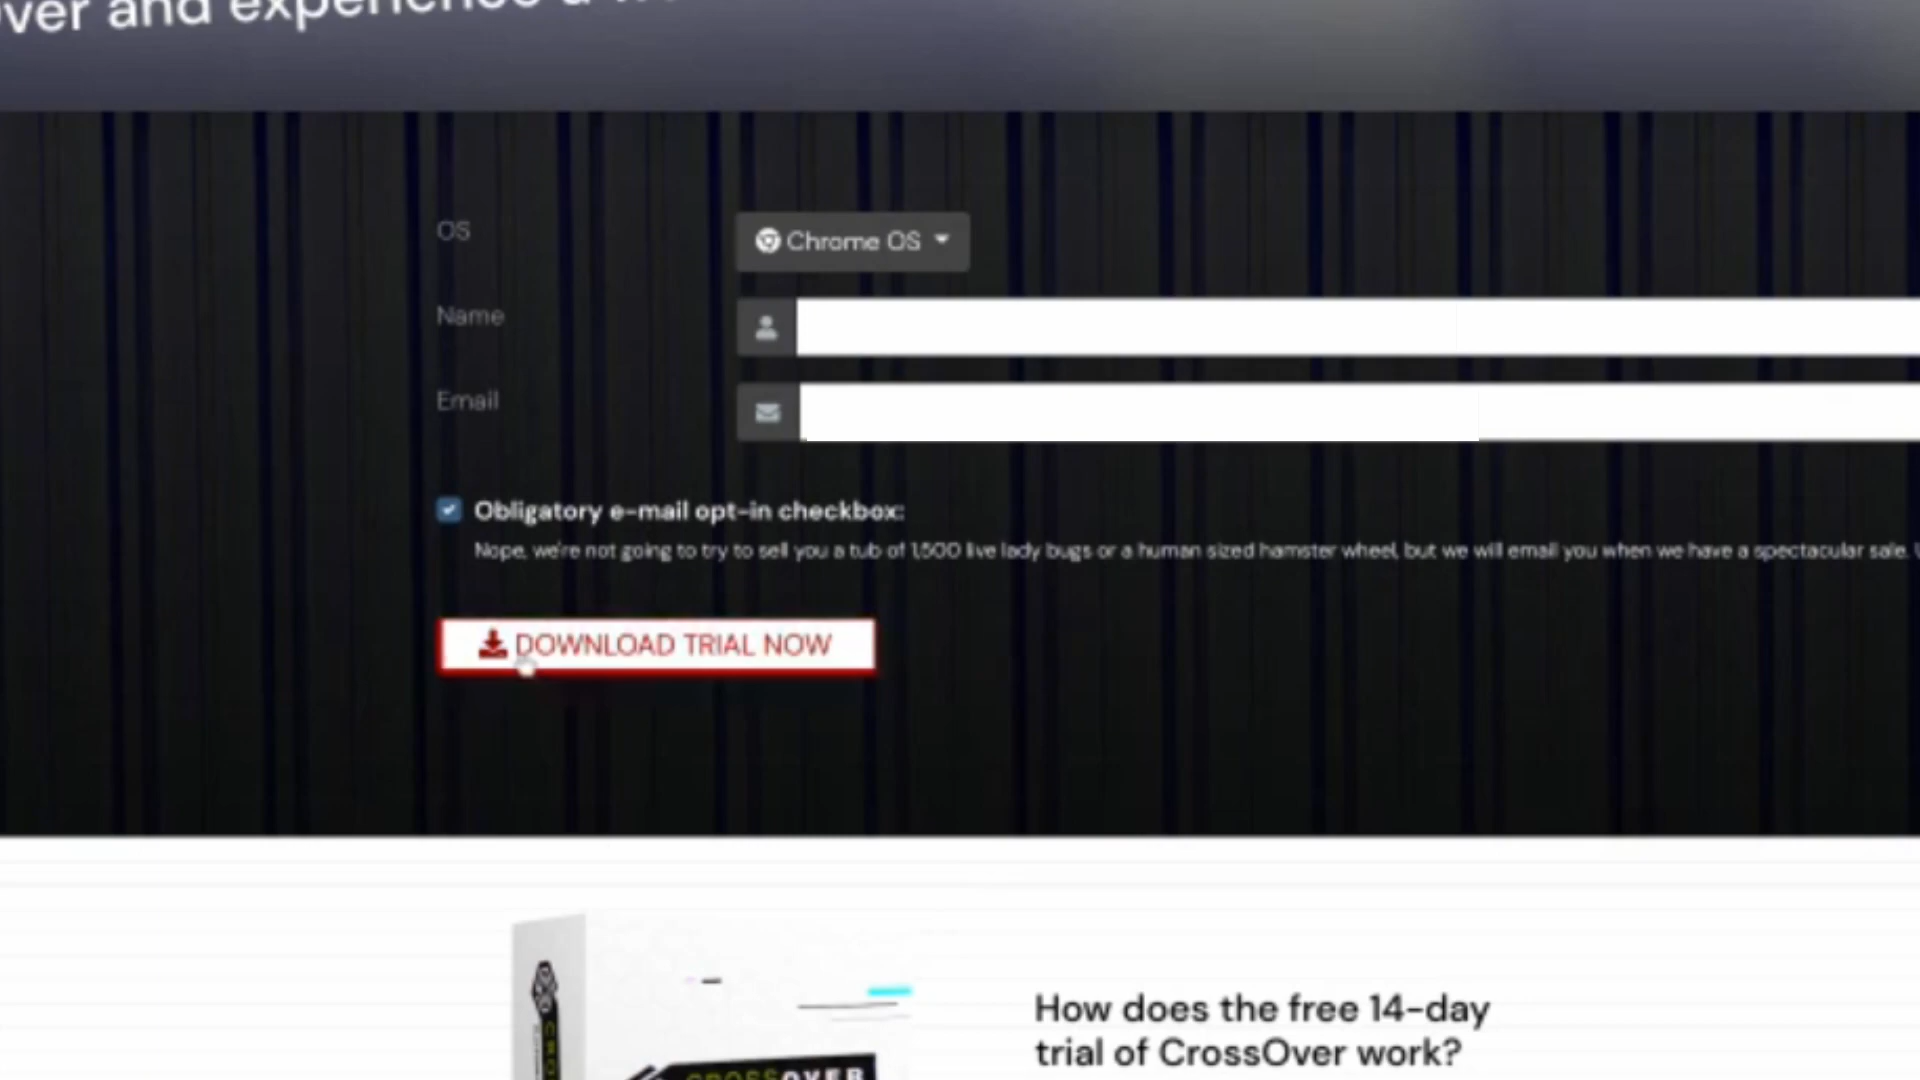 ver and experience a
OS
Chrome OS
Name
Email
Obligatory e-mail opt-in checkbox:
Nope, we're not going to try to sell you a tub of 1,500 live lady bugs or a human sized hamster wheel, but we will email you when we have a spectacular sale.
DOWNLOAD TRIAL NOW
How does the free 14-day
trial of CrossOver work?
CROSSOVER